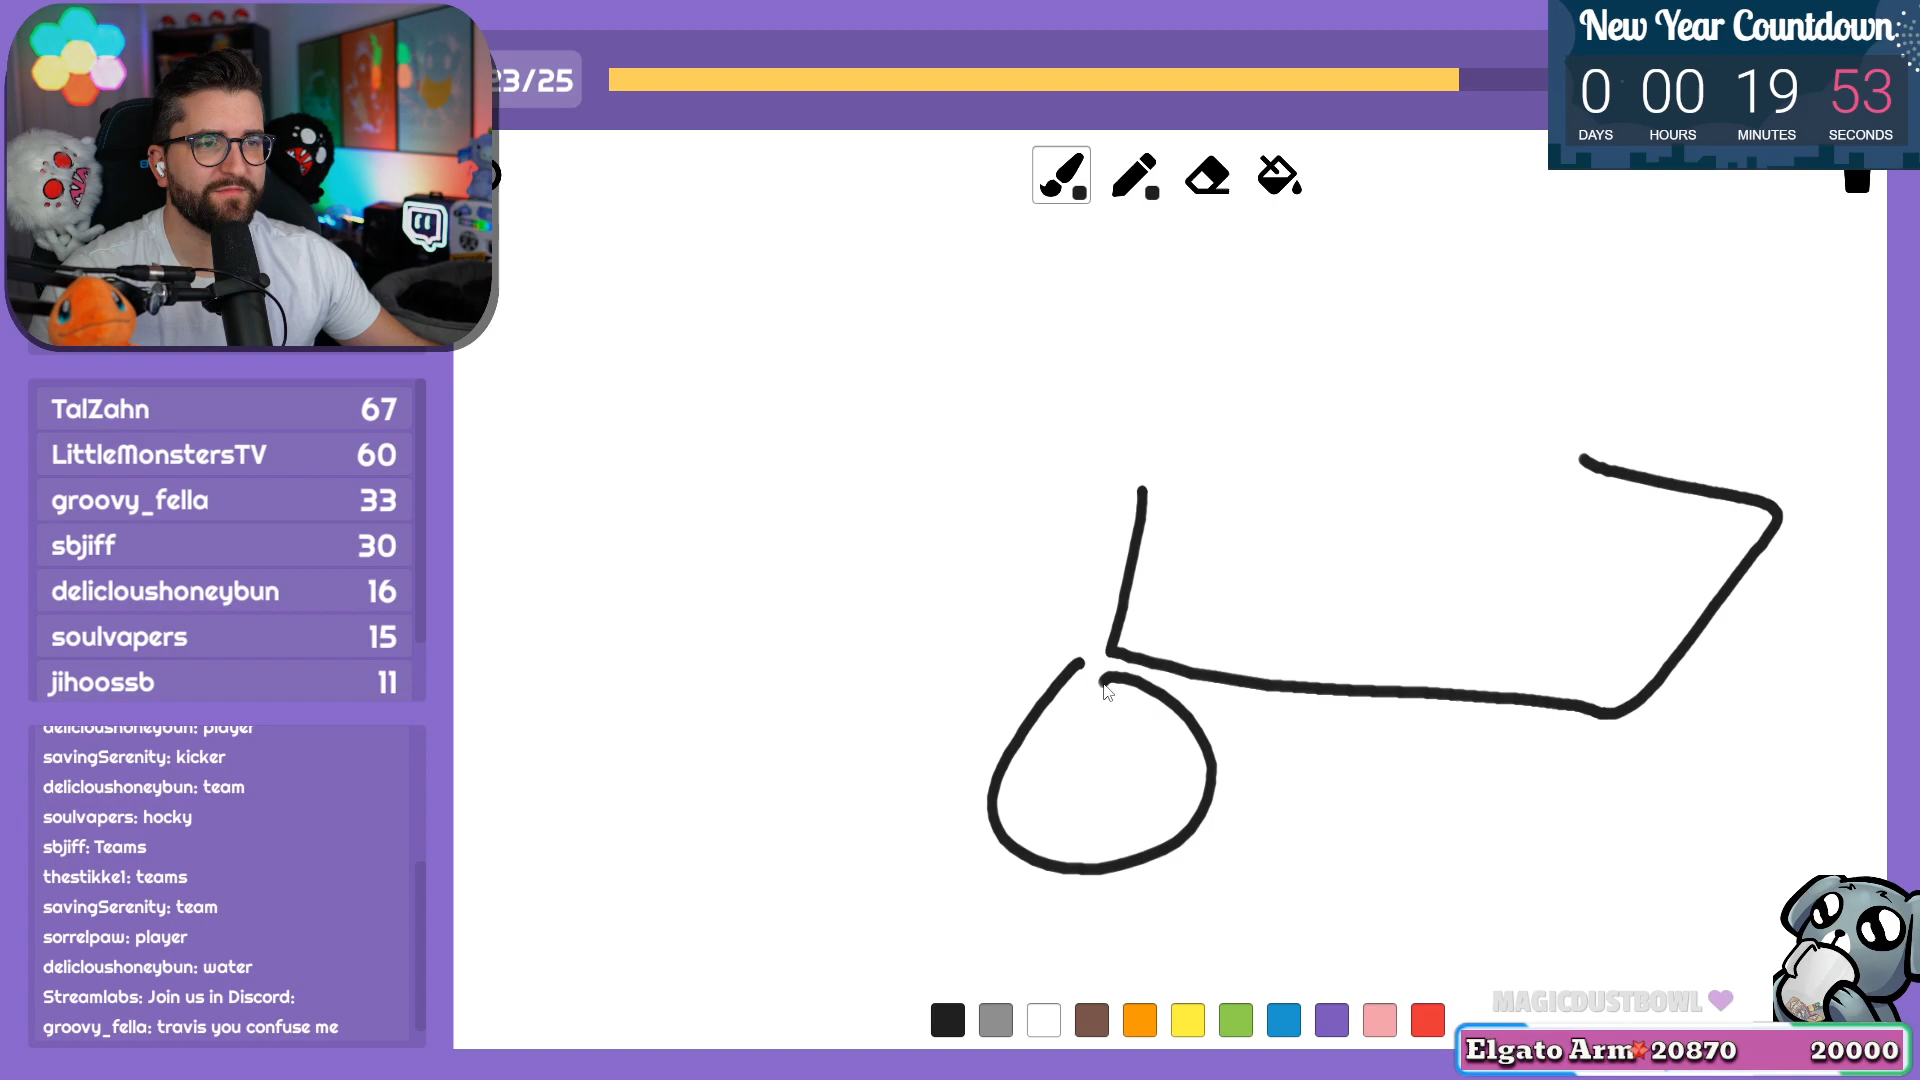 23/25
New Year Countdown
0 00 19 53
DAYS HOURS MINUTES SECONDS
TalZahn 67
LittleMonstersTV 60
groovy_fella 33
sbjiff 30
delicloushoneybun 16
soulvapers 15
jihoossb 11
delicloushoneybun: player
savingSerenity: kicker
delicloushoneybun: team
soulvapers: hocky
sbjiff: Teams
thestikke1: teams
savingSerenity: team
sorrelpaw: player
delicloushoneybun: water
Streamlabs: Join us in Discord:
groovy_fella: travis you confuse me
MAGICDUSTBOWL
Elgato Arm 20870 20000